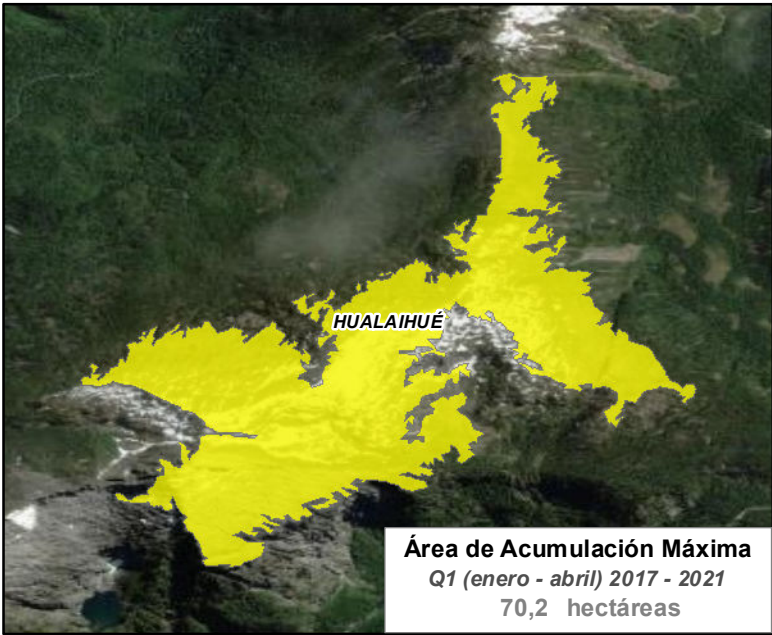 HUALAIHUÉ
Área de Acumulación Máxima
Q1 (enero - abril) 2017 - 2021
70,2 hectáreas